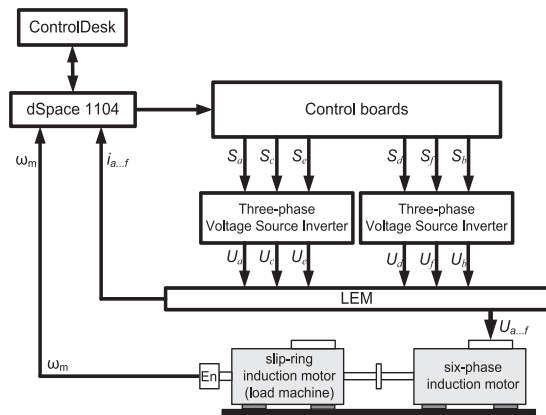 ControlDesk
dSpace 1104
Control boards
ωm
ia...f
Sa
Sc
Se
Sd
Sf
Sb
Three-phase
Voltage Source Inverter
Three-phase
Voltage Source Inverter
Ua
Uc
Ue
Ud
Uf
Ub
LEM
Ua...f
ωm
En
slip-ring
induction motor
(load machine)
six-phase
induction motor